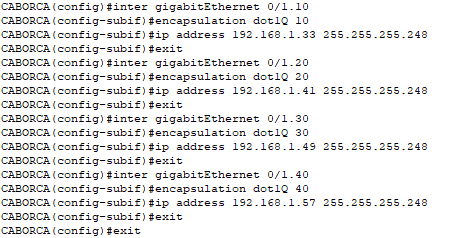 CABORCA(config)#inter gigabitEthernet 0/1.10
CABORCA(config-subif)#encapsulation dot1Q 10
CABORCA(config-subif)#ip address 192.168.1.33 255.255.255.248
CABORCA(config-subif)#exit
CABORCA(config)#inter gigabitEthernet 0/1.20
CABORCA(config-subif)#encapsulation dot1Q 20
CABORCA(config-subif)#ip address 192.168.1.41 255.255.255.248
CABORCA(config-subif)#exit
CABORCA(config)#inter gigabitEthernet 0/1.30
CABORCA(config-subif)#encapsulation dot1Q 30
CABORCA(config-subif)#ip address 192.168.1.49 255.255.255.248
CABORCA(config-subif)#exit
CABORCA(config)#inter gigabitEthernet 0/1.40
CABORCA(config-subif)#encapsulation dot1Q 40
CABORCA(config-subif)#ip address 192.168.1.57 255.255.255.248
CABORCA(config-subif)#exit
CABORCA(config)#exit